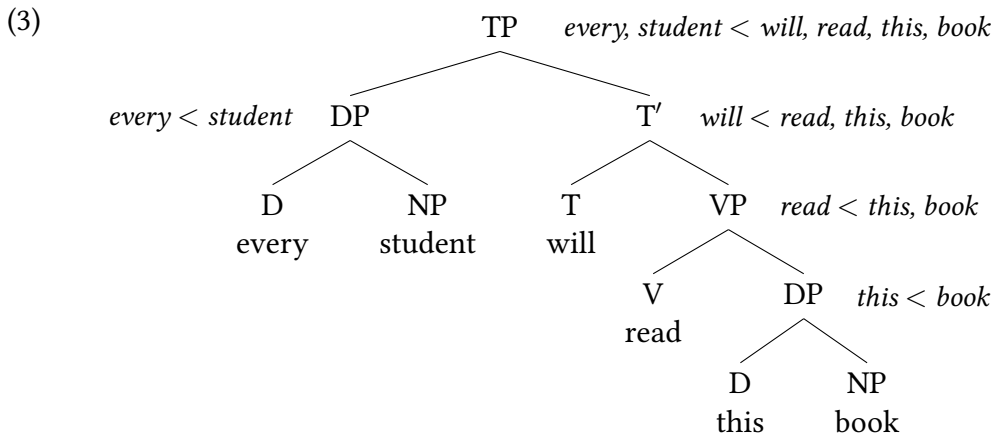 (3)
TP every, student < will, read, this, book
every < student DP T′ will < read, this, book
D NP T VP read < this, book
every student will
V DP this < book
read
D NP
this book